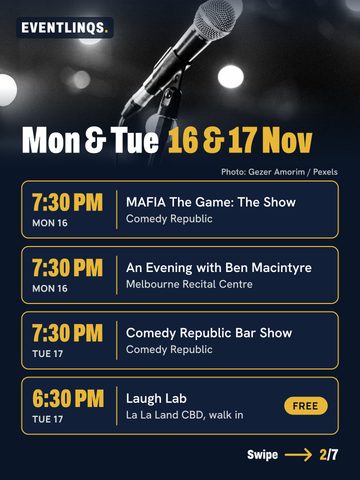 EVENTLINQS.
Mon & Tue 16 & 17 Nov
Photo: Gezer Amorim / Pexels
7:30 PM
MON 16
MAFIA The Game: The Show
Comedy Republic
7:30 PM
MON 16
An Evening with Ben Macintyre
Melbourne Recital Centre
7:30 PM
TUE 17
Comedy Republic Bar Show
Comedy Republic
6:30 PM
TUE 17
Laugh Lab
La La Land CBD, walk in
FREE
Swipe → 2/7